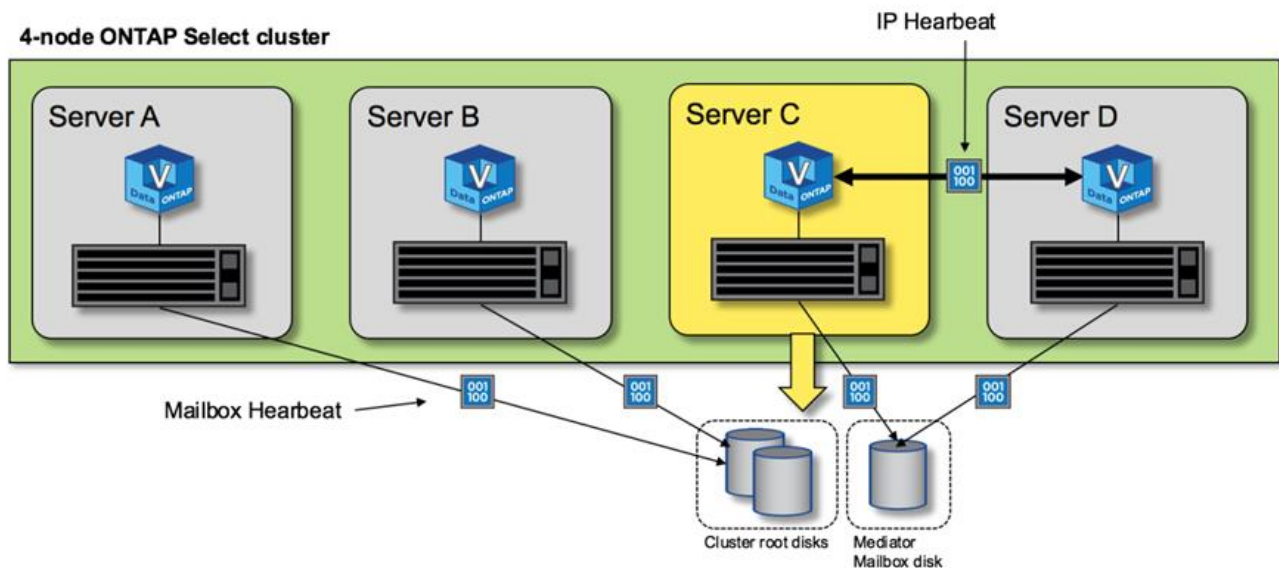 IP Hearbeat
4-node ONTAP Select cluster
Server A
Server B
Server C
Server D
V
Data ONTAP
V
Data ONTAP
V
Data ONTAP
V
Data ONTAP
001
100
Mailbox Hearbeat
001
100
001
100
001
100
001
100
Cluster root disks
Mediator
Mailbox disk